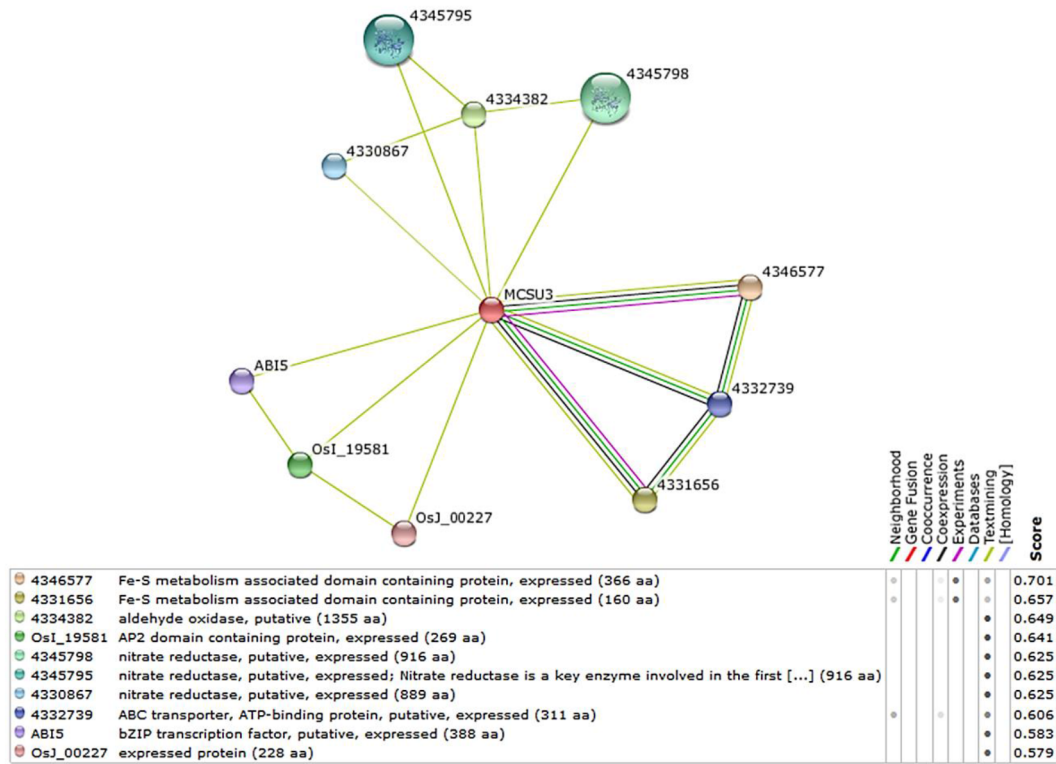 4345795
4345798
4334382
4330867
4346577
MCSU3
ABI5
4332739
OsI_19581
4331656
OsJ_00227
Neighborhood
Gene Fusion
Cooccurrence
Coexpression
Experiments
Databases
Textmining
[Homology]
Score
4346577 Fe-S metabolism associated domain containing protein, expressed (366 aa) 0.701
4331656 Fe-S metabolism associated domain containing protein, expressed (160 aa) 0.657
4334382 aldehyde oxidase, putative (1355 aa) 0.649
OsI_19581 AP2 domain containing protein, expressed (269 aa) 0.641
4345798 nitrate reductase, putative, expressed (916 aa) 0.625
4345795 nitrate reductase, putative, expressed; Nitrate reductase is a key enzyme involved in the first [...] (916 aa) 0.625
4330867 nitrate reductase, putative, expressed (889 aa) 0.625
4332739 ABC transporter, ATP-binding protein, putative, expressed (311 aa) 0.606
ABI5 bZIP transcription factor, putative, expressed (388 aa) 0.583
OsJ_00227 expressed protein (228 aa) 0.579